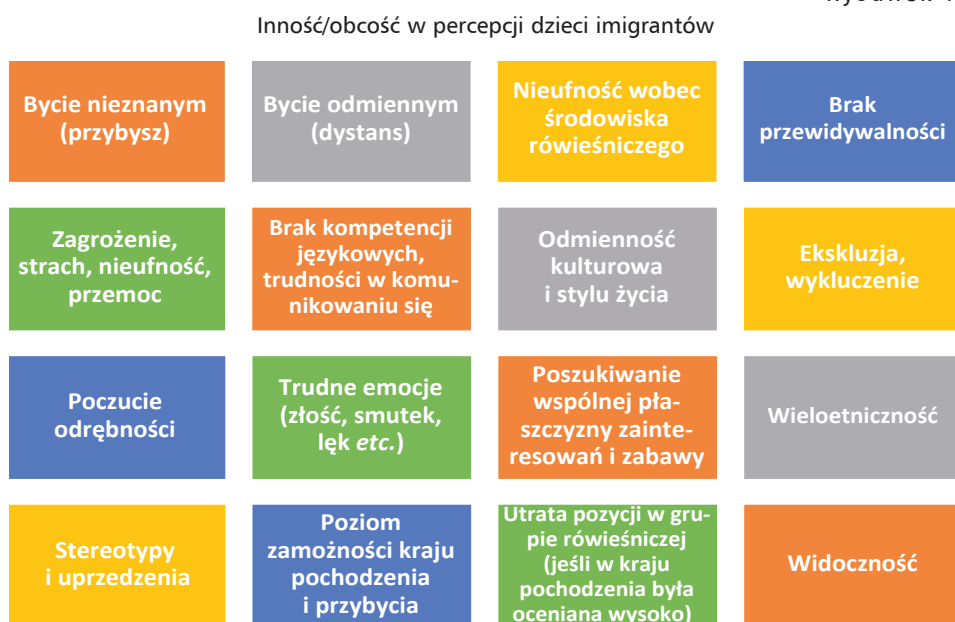 Inność/obcość w percepcji dzieci imigrantów
Bycie nieznanym
(przybysz)
Bycie odmiennym
(dystans)
Nieufność wobec
środowiska
rówieśniczego
Brak
przewidywalności
Zagrożenie,
strach, nieufność,
przemoc
Brak kompetencji
językowych,
trudności w komu-
nikowaniu się
Odmienność
kulturowa
i stylu życia
Ekskluzja,
wykluczenie
Poczucie
odrębności
Trudne emocje
(złość, smutek,
lęk etc.)
Poszukiwanie
wspólnej pła-
szczyzny zainte-
resowań i zabawy
Wieloetniczność
Stereotypy
i uprzedzenia
Poziom
zamożności kraju
pochodzenia
i przybycia
Utrata pozycji w gru-
pie rówieśniczej
(jeśli w kraju
pochodzenia była
oceniana wysoko)
Widoczność